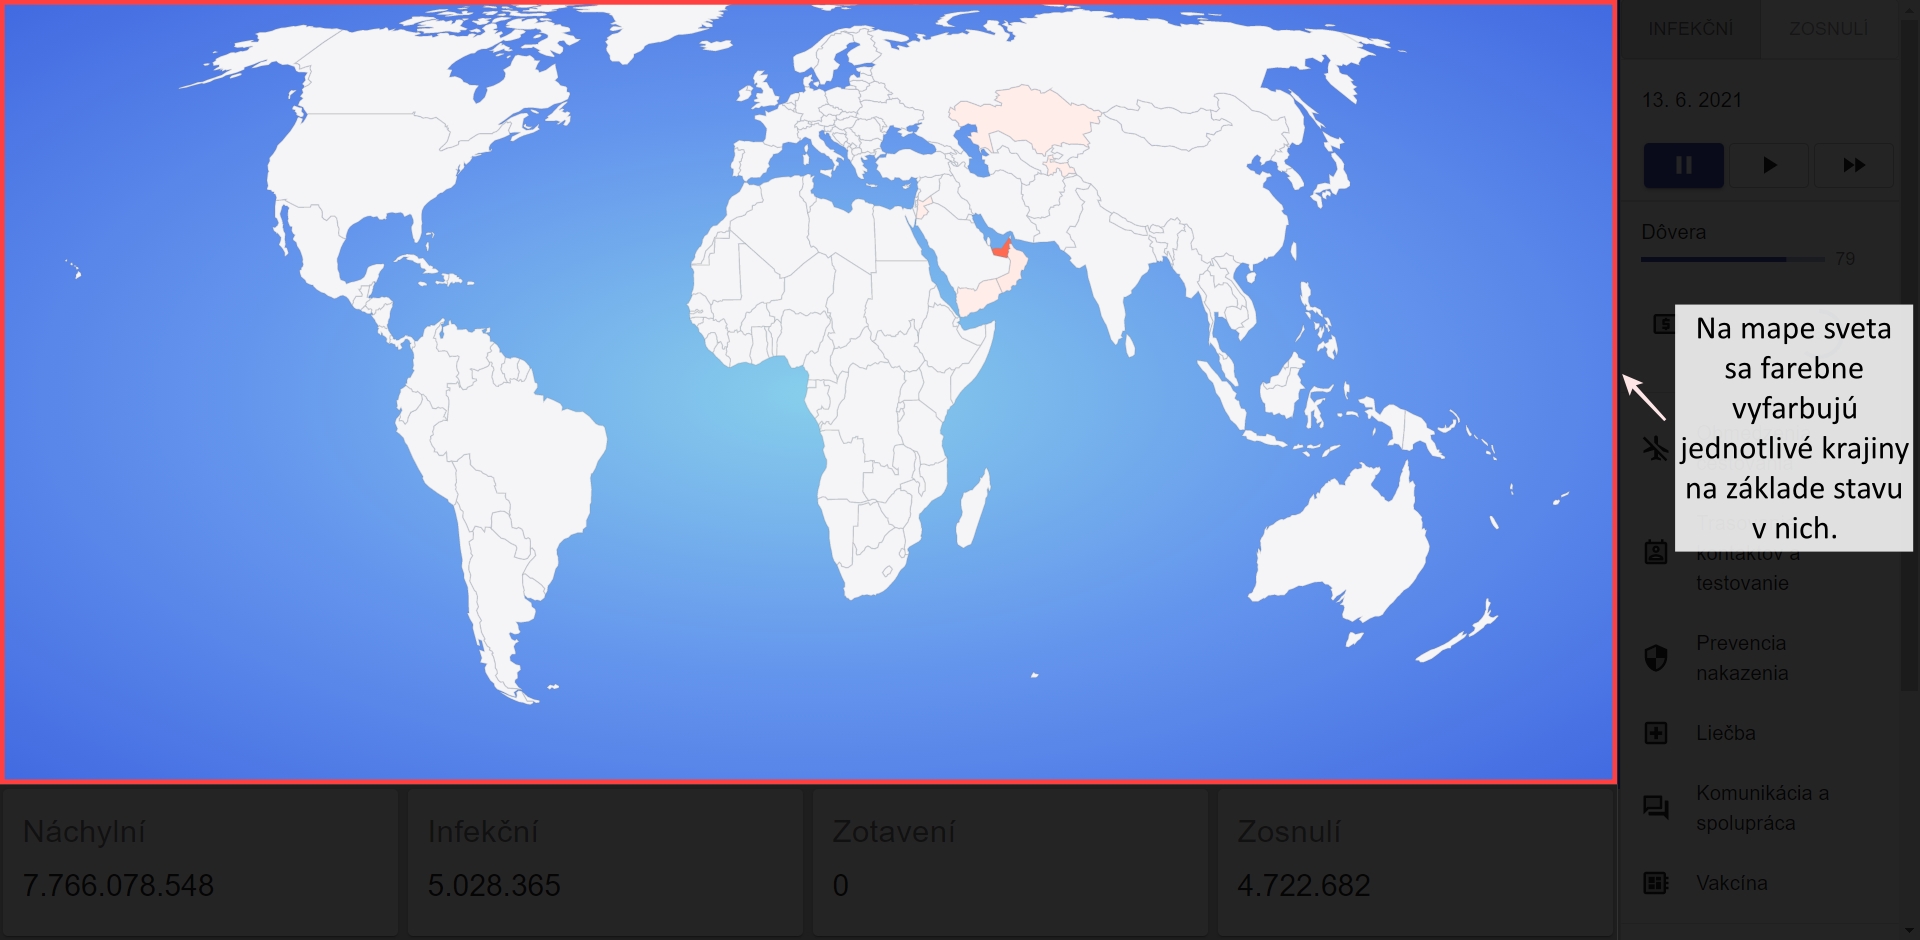 INFEKČNÍ
ZOSNULÍ
13. 6. 2021
Dôvera
79
Na mape sveta
sa farebne
vyfarbujú
jednotlivé krajiny
na základe stavu
v nich.
kontaktov a
testovanie
Prevencia
nakazenia
Liečba
Komunikácia a
spolupráca
Vakcína
Náchylní
7.766.078.548
Infekční
5.028.365
Zotavení
0
Zosnulí
4.722.682